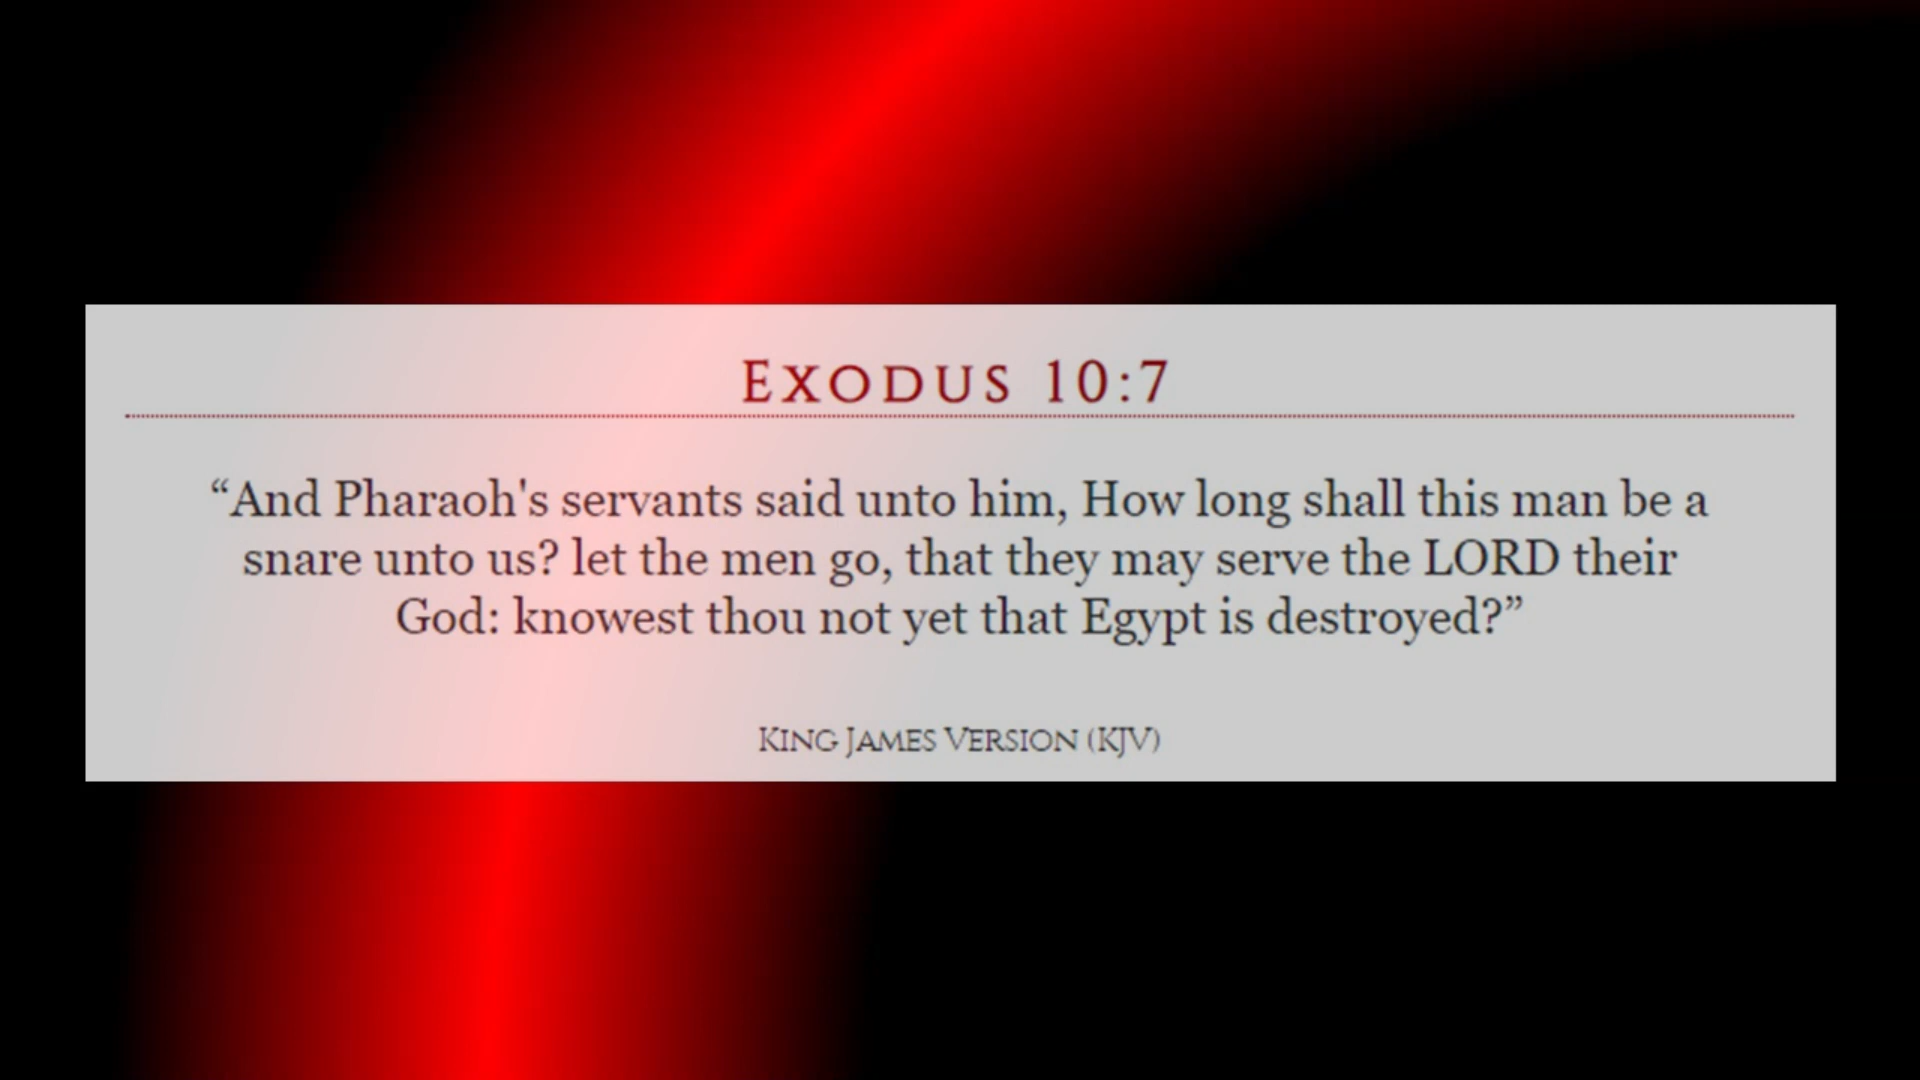 Exodus 10:7
“And Pharaoh's servants said unto him, How long shall this man be a
snare unto us? let the men go, that they may serve the LORD their
God: knowest thou not yet that Egypt is destroyed?”
King James Version (KJV)